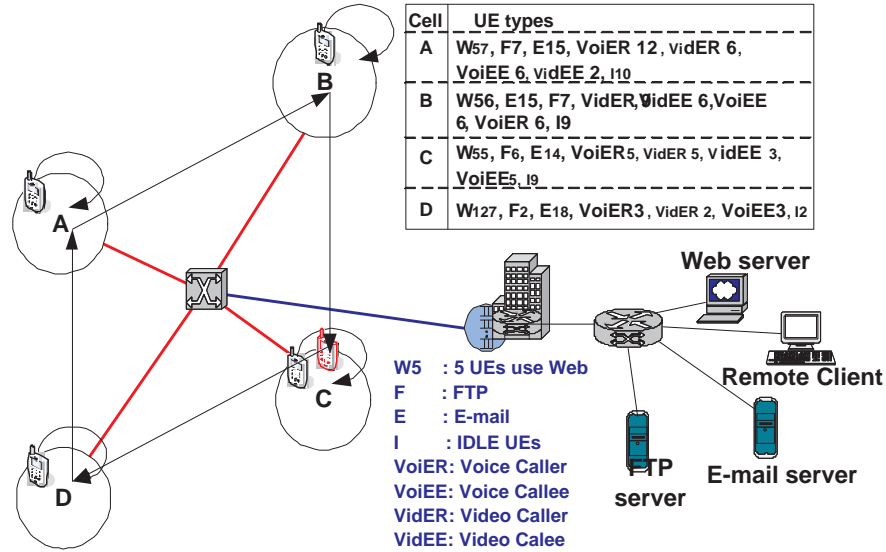 Cell UE types
A W57, F7, E15, VoiER 12, VidER 6,
VoiEE 6, VidEE 2, I10
B W56, E15, F7, VidER, VidEE 6,VoiEE
6, VoiER 6, I9
C W55, F6, E14, VoiER5, VidER 5, VidEE 3,
VoiEE5, I9
D W127, F2, E18, VoiER3, VidER 2, VoiEE3, I2
B
A
C
D
Web server
Remote Client
E-mail server
FTP
server
W5 : 5 UEs use Web
F : FTP
E : E-mail
I : IDLE UEs
VoiER: Voice Caller
VoiEE: Voice Callee
VidER: Video Caller
VidEE: Video Calee